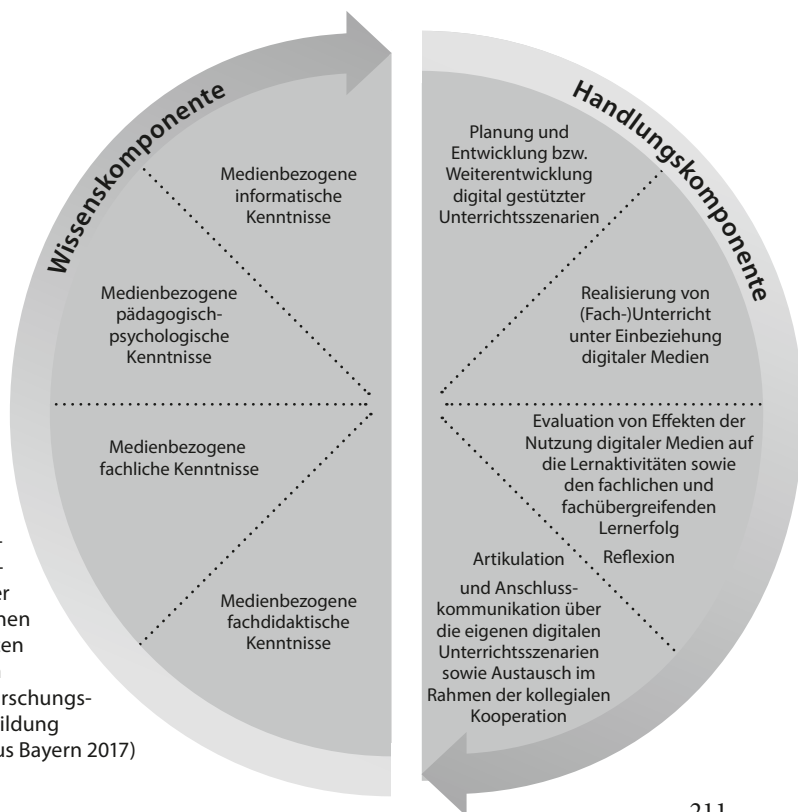 Wissenskomponente
Medienbezogene
informatische
Kenntnisse
Medienbezogene
pädagogisch-
psychologische
Kenntnisse
Medienbezogene
fachliche Kenntnisse
Medienbezogene
fachdidaktische
Kenntnisse
Handlungskomponente
Planung und
Entwicklung bzw.
Weiterentwicklung
digital gestützter
Unterrichtsszenarien
Realisierung von
(Fach-)Unterricht
unter Einbeziehung
digitaler Medien
Evaluation von Effekten der
Nutzung digitaler Medien auf
die Lernaktivitäten sowie
den fachlichen und
fachübergreifenden
Lernerfolg
Reflexion
Artikulation
und Anschluss-
kommunikation über
die eigenen digitalen
Unterrichtsszenarien
sowie Austausch im
Rahmen der kollegialen
Kooperation
rschungs-
ildung
us Bayern 2017)
211